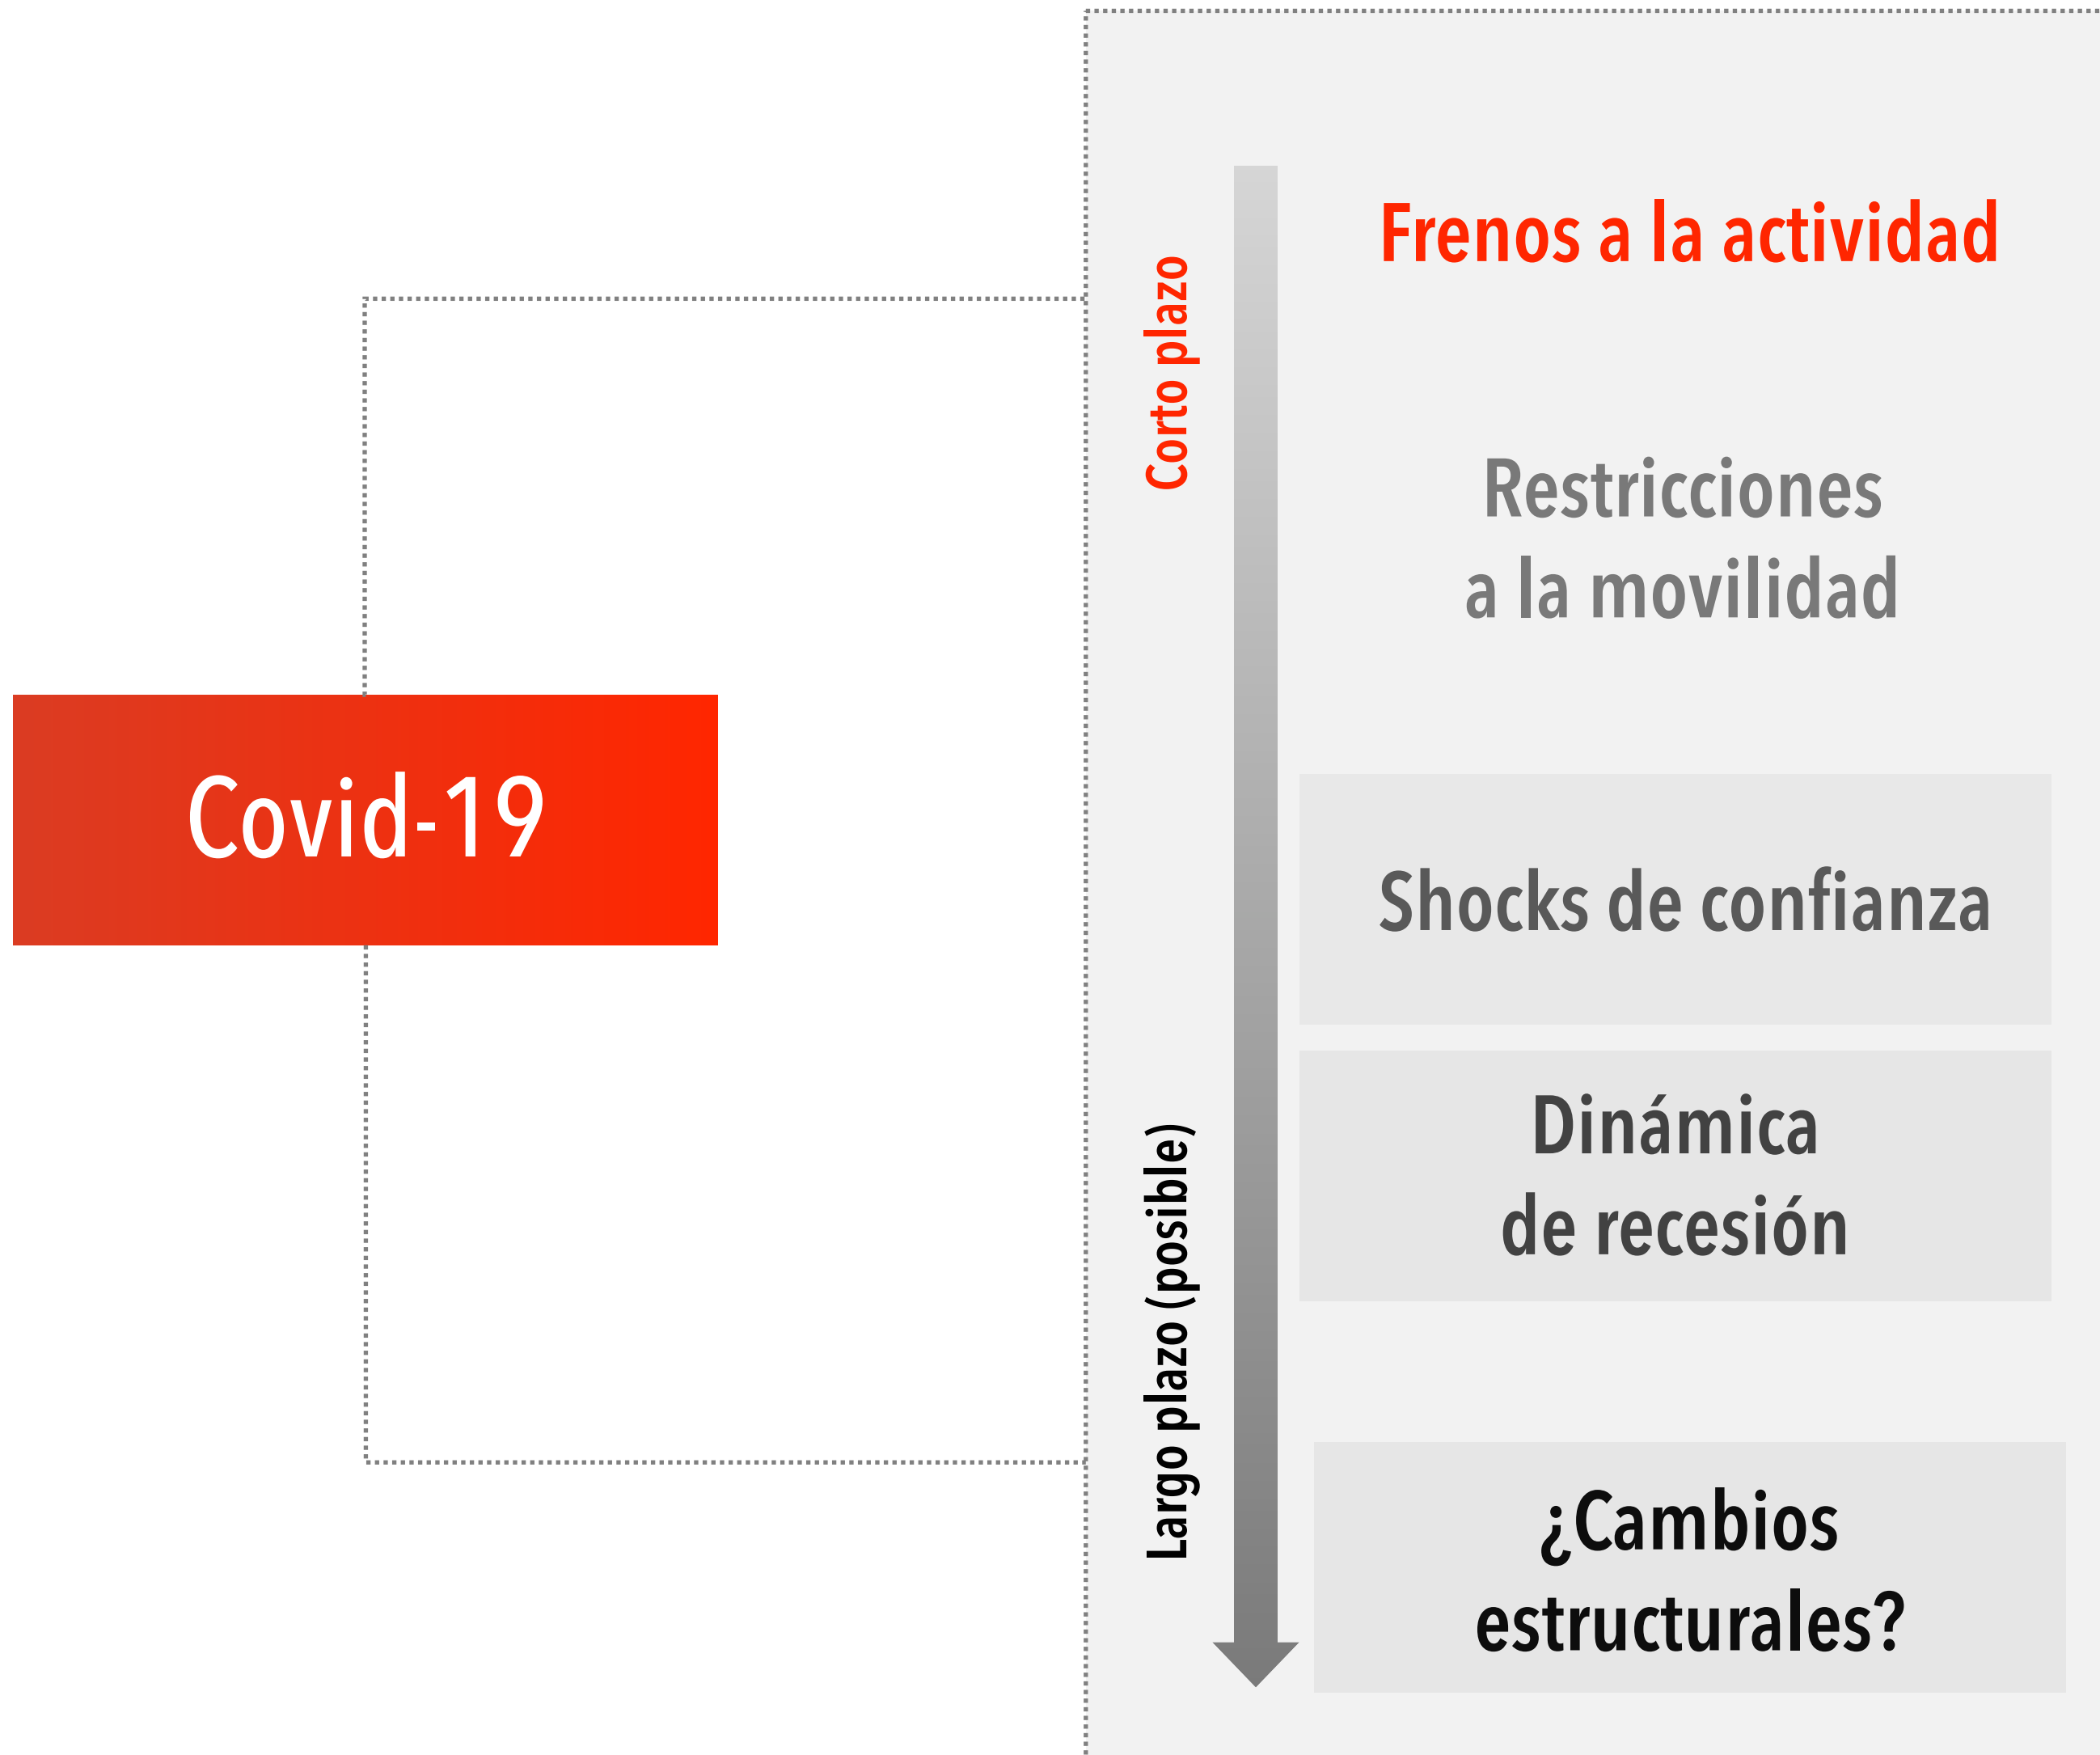 Covid-19
Corto plazo
Largo plazo (posible)
Frenos a la actividad
Restricciones
a la movilidad
Shocks de confianza
Dinámica
de recesión
¿Cambios
estructurales?